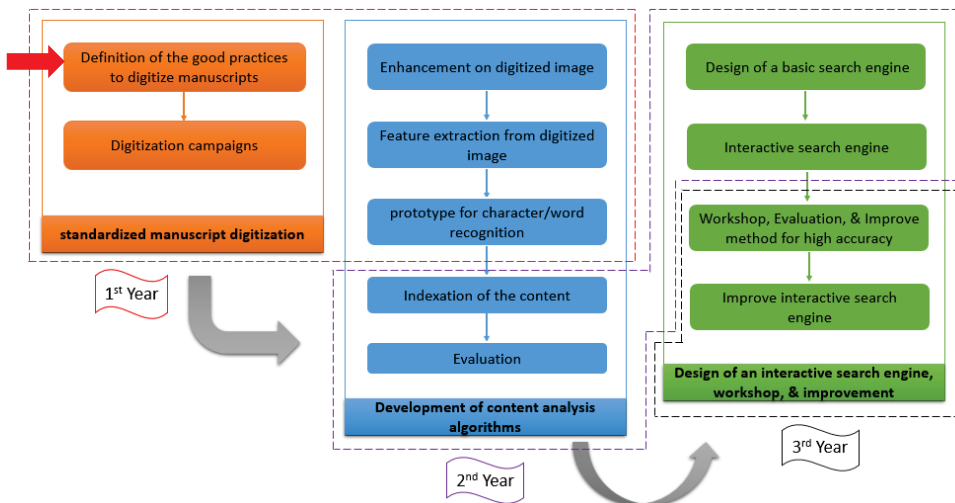 Definition of the good practices
to digitize manuscripts
Digitization campaigns
standardized manuscript digitization
1st Year
Enhancement on digitized image
Feature extraction from digitized
image
prototype for character/word
recognition
Indexation of the content
Evaluation
Development of content analysis
algorithms
2nd Year
Design of a basic search engine
Interactive search engine
Workshop, Evaluation, & Improve
method for high accuracy
Improve interactive search
engine
Design of an interactive search engine,
workshop, & improvement
3rd Year